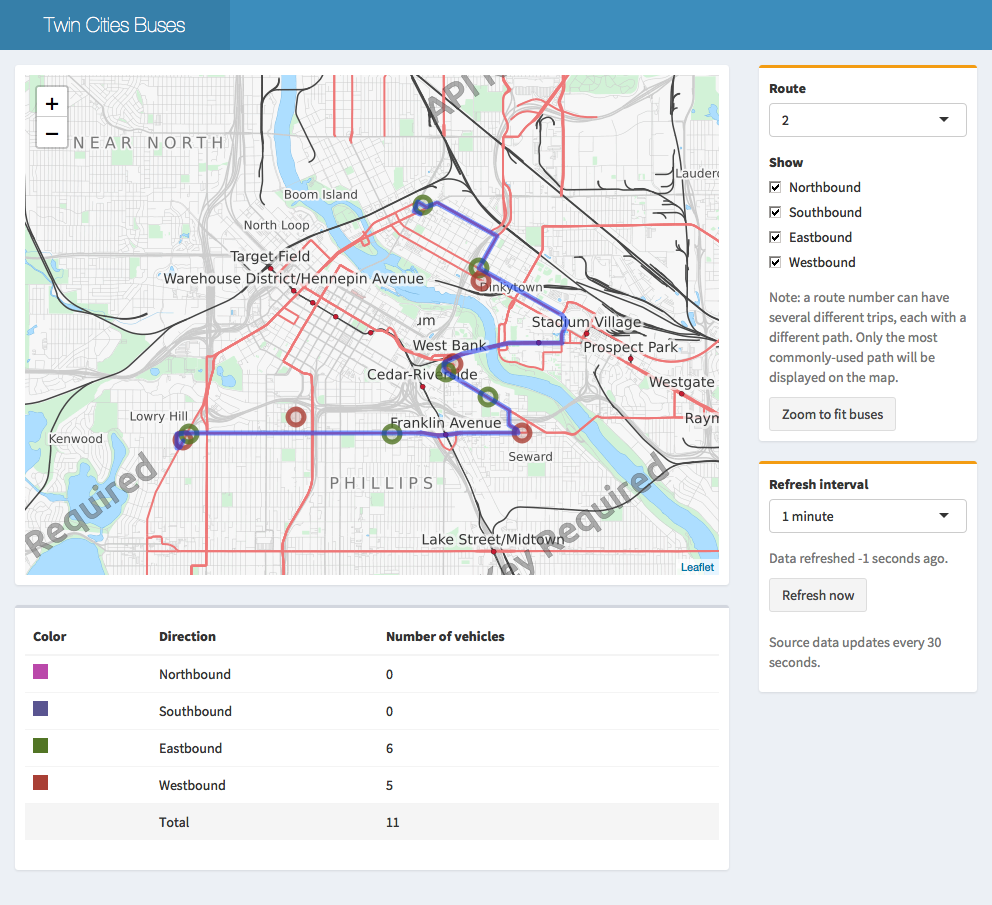 Twin Cities Buses
+
−
API
NEAR NORTH
Lauderd
Boom Island
North Loop
Target Field
Warehouse District/Hennepin Avenue
Dinkytown
um
Stadium Village
West Bank
Prospect Park
Cedar-Riverside
Westgate
Lowry Hill
Raym
Franklin Avenue
Kenwood
Seward
Required
PHILLIPS
Required
Lake Street/Midtown
Leaflet
Route
2
Show
Northbound
Southbound
Eastbound
Westbound
Note: a route number can have
several different trips, each with a
different path. Only the most
commonly-used path will be
displayed on the map.
Zoom to fit buses
Refresh interval
1 minute
Data refreshed -1 seconds ago.
Refresh now
Source data updates every 30
seconds.
Color Direction Number of vehicles
Northbound 0
Southbound 0
Eastbound 6
Westbound 5
Total 11